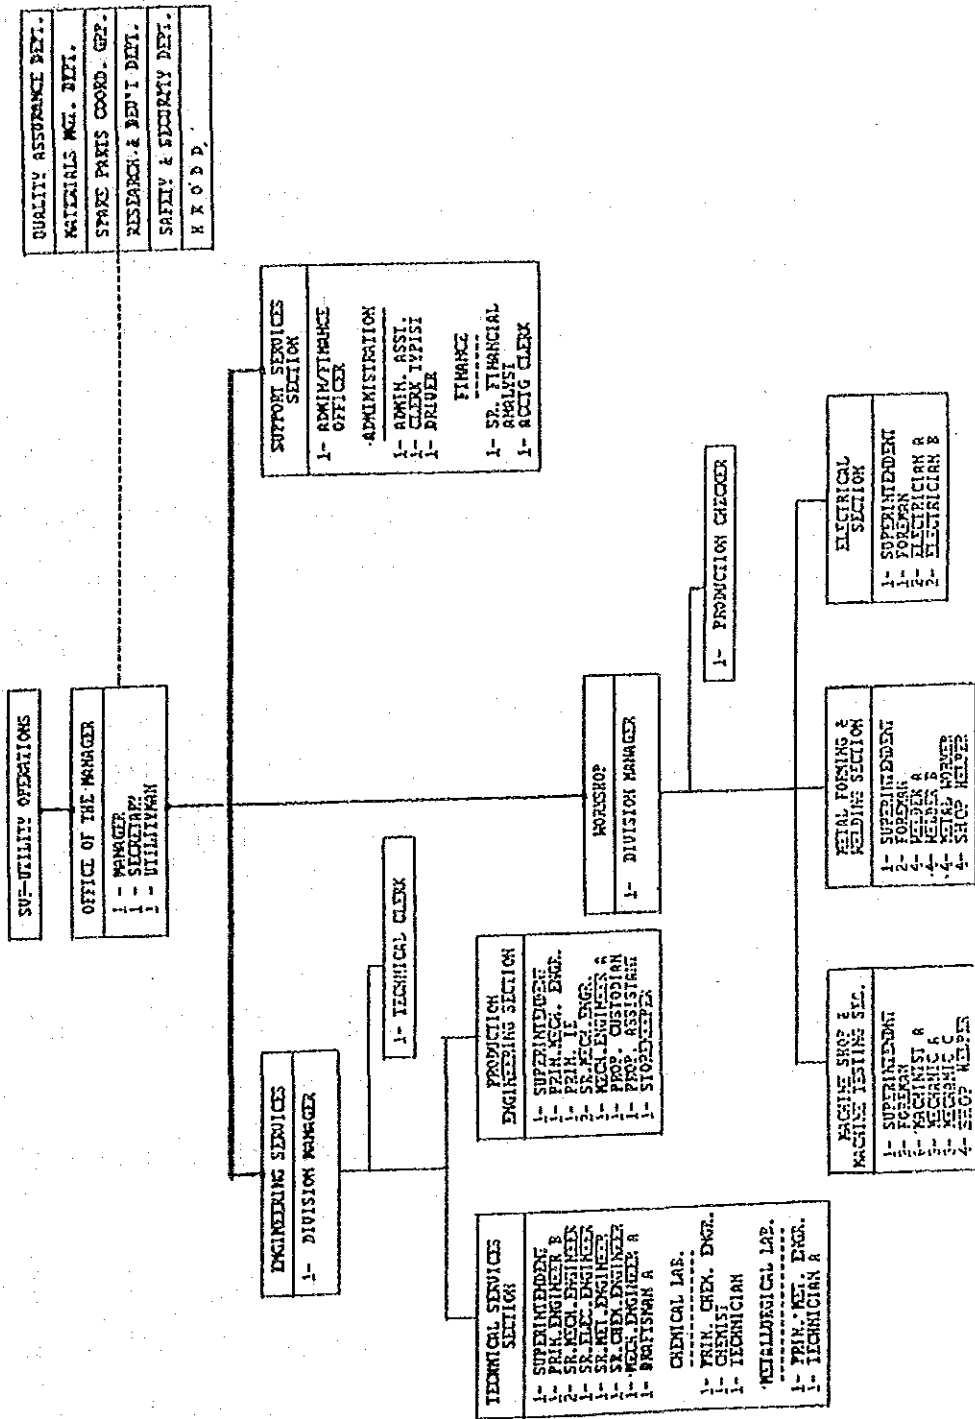 SVP-UTILITY OPERATIONS
OFFICE OF THE MANAGER
1 - MANAGER
1 - SECRETARY
1 - UTILITYMAN
QUALITY ASSURANCE DEPT.
MATERIALS MGT. DEPT.
SPARE PARTS COORD. GRP.
RESEARCH & DEV'T DEPT.
SAFETY & SECURITY DEPT.
H R O D D
ENGINEERING SERVICES
1- DIVISION MANAGER
1- TECHNICAL CLERK
TECHNICAL SERVICES
SECTION
1- SUPERINTENDENT
1- PRIN.ENGINEER B
2- SR.MECH.ENGINEER
1- SR.ELEC.ENGINEER
1- SR.MET.ENGINEER
1- SR.CHEM.ENGINEER
1- MECH.ENGINEER A
1- DRAFTSMAN A
CHEMICAL LAB.
1- PRIN. CHEM. ENGR.
1- CHEMIST
1- TECHNICIAN
METALLURGICAL LAB.
1- PRIN. MET. ENGR.
1- TECHNICIAN A
PRODUCTION
ENGINEERING SECTION
1- SUPERINTENDENT
1- PRIN.MECH. ENGR.
1- PRIN. IE
2- SR.MECH.ENGR.
1- MECH.ENGINEER A
1- PROP. CUSTODIAN
1- PROP. ASSISTANT
1- STOREKEEPER
WORKSHOP
1- DIVISION MANAGER
1- PRODUCTION CHECKER
MACHINE SHOP &
MACHINE TESTING SEC.
1- SUPERINTENDENT
FOREMAN
MACHINIST A
MECHANIC A
MECHANIC C
4- SHOP HELPER
METAL FORMING &
WELDING SECTION
1- SUPERINTENDENT
2- FOREMAN
4- WELDER A
4- WELDER B
4- METAL WORKER
4- SHOP HELPER
ELECTRICAL
SECTION
1- SUPERINTENDENT
1- FOREMAN
2- ELECTRICIAN A
2- ELECTRICIAN B
SUPPORT SERVICES
SECTION
1- ADMIN/FINANCE
OFFICER
ADMINISTRATION
1- ADMIN. ASST.
1- CLERK TYPIST
1- DRIVER
FINANCE
1- SR. FINANCIAL
ANALYST
1- ACCTG CLERK